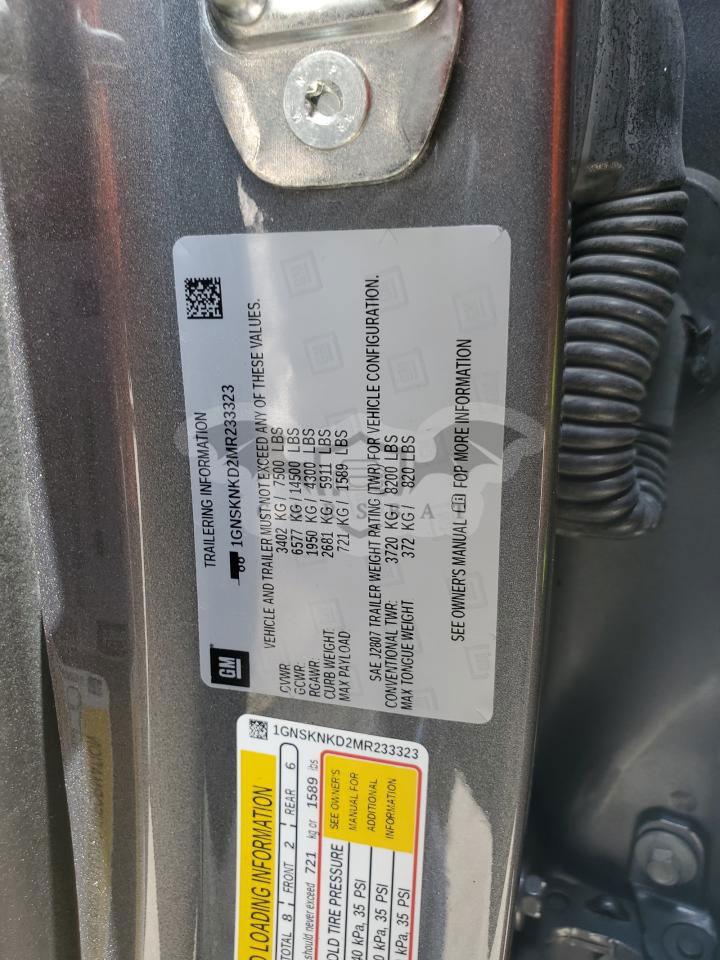 GM
TRAILERING INFORMATION
1GNSKNKD2MR233323
VEHICLE AND TRAILER MUST NOT EXCEED ANY OF THESE VALUES.
GVWR 3402 KG / 7500 LBS
GCWR: 6577 KG / 14500 LBS
RGAWR: 1950 KG / 4300 LBS
CURB WEIGHT: 2681 KG / 5911 LBS
MAX PAYLOAD 721 KG / 1589 LBS
SAE J2807 TRAILER WEIGHT RATING (TWR) FOR VEHICLE CONFIGURATION.
CONVENTIONAL TWR: 3720 KG / 8200 LBS
MAX TONGUE WEIGHT 372 KG / 820 LBS
SEE OWNER'S MANUAL FOP MORE INFORMATION
1GNSKNKD2MR233323
LOADING INFORMATION
TOTAL 8 FRONT 2 REAR 6
should never exceed 721 kg or 1589 lbs
TIRE PRESSURE
35 PSI
35 PSI
kPa, 35 PSI
SEE OWNER'S
MANUAL FOR
ADDITIONAL
INFORMATION